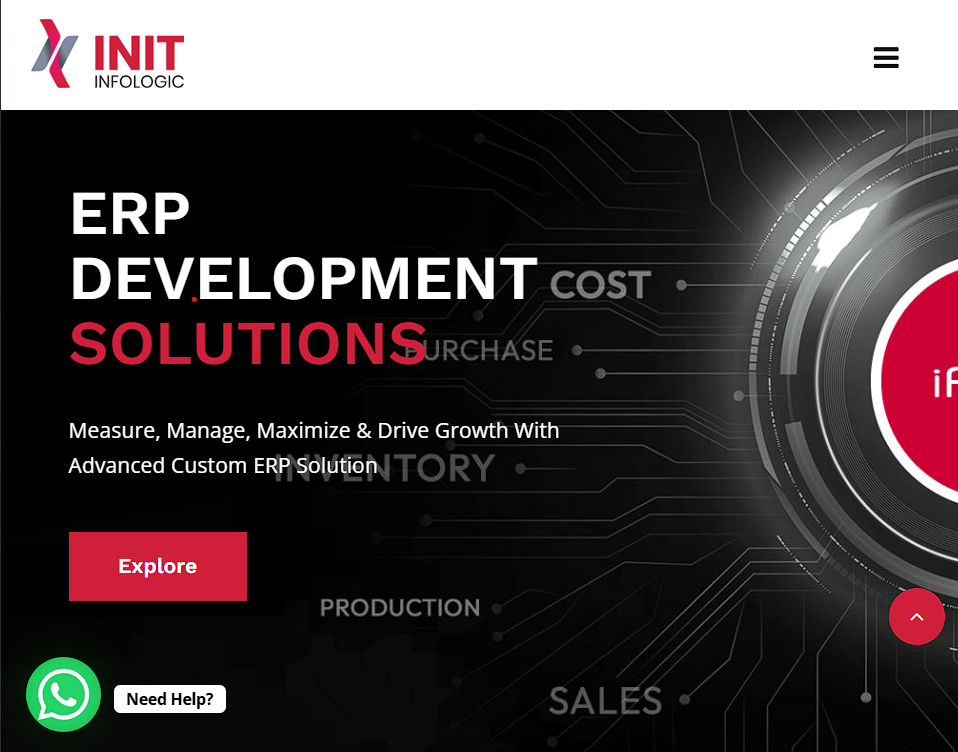 INIT
INFOLOGIC
ERP
DEVELOPMENT
COST
SOLUTIONS
PURCHASE
Measure, Manage, Maximize & Drive Growth With
Advanced Custom ERP Solution
INVENTORY
Explore
PRODUCTION
Need Help?
SALES